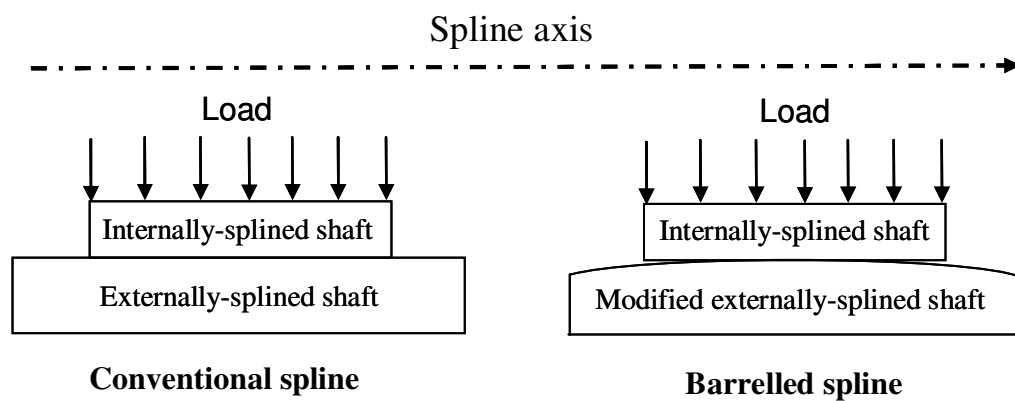 Spline axis
Load
Load
Internally-splined shaft
Internally-splined shaft
Externally-splined shaft
Modified externally-splined shaft
Conventional spline
Barrelled spline